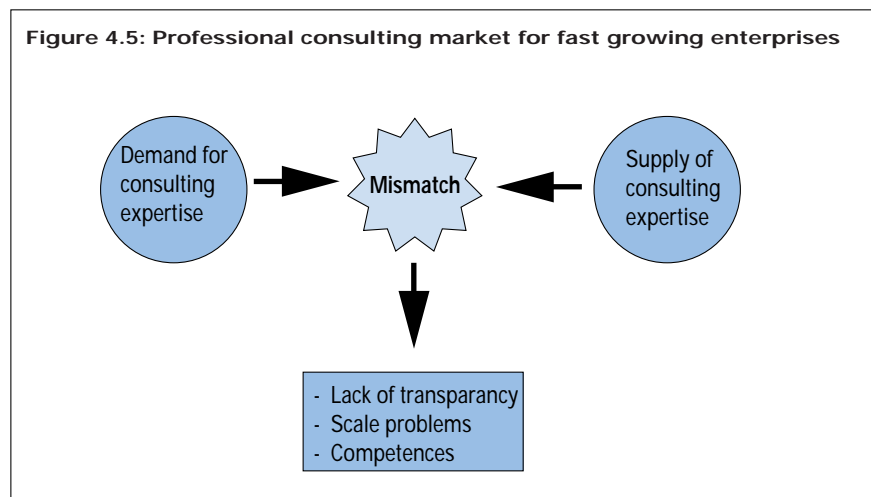 Figure 4.5: Professional consulting market for fast growing enterprises
Demand for
consulting
expertise
Mismatch
Supply of
consulting
expertise
- Lack of transparancy
- Scale problems
- Competences